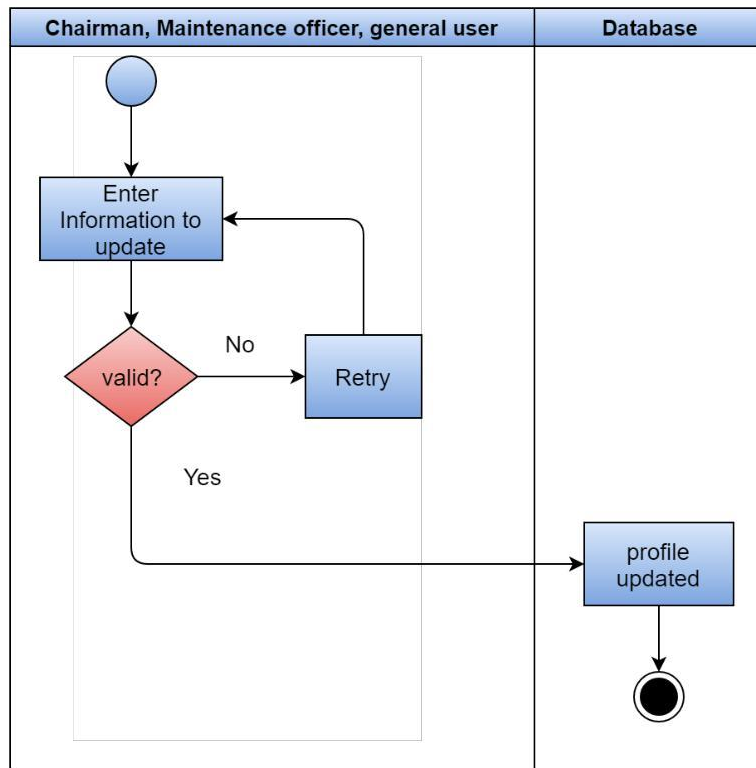 Chairman, Maintenance officer, general user
Database
Enter
Information to
update
No
valid?
Retry
Yes
profile
updated